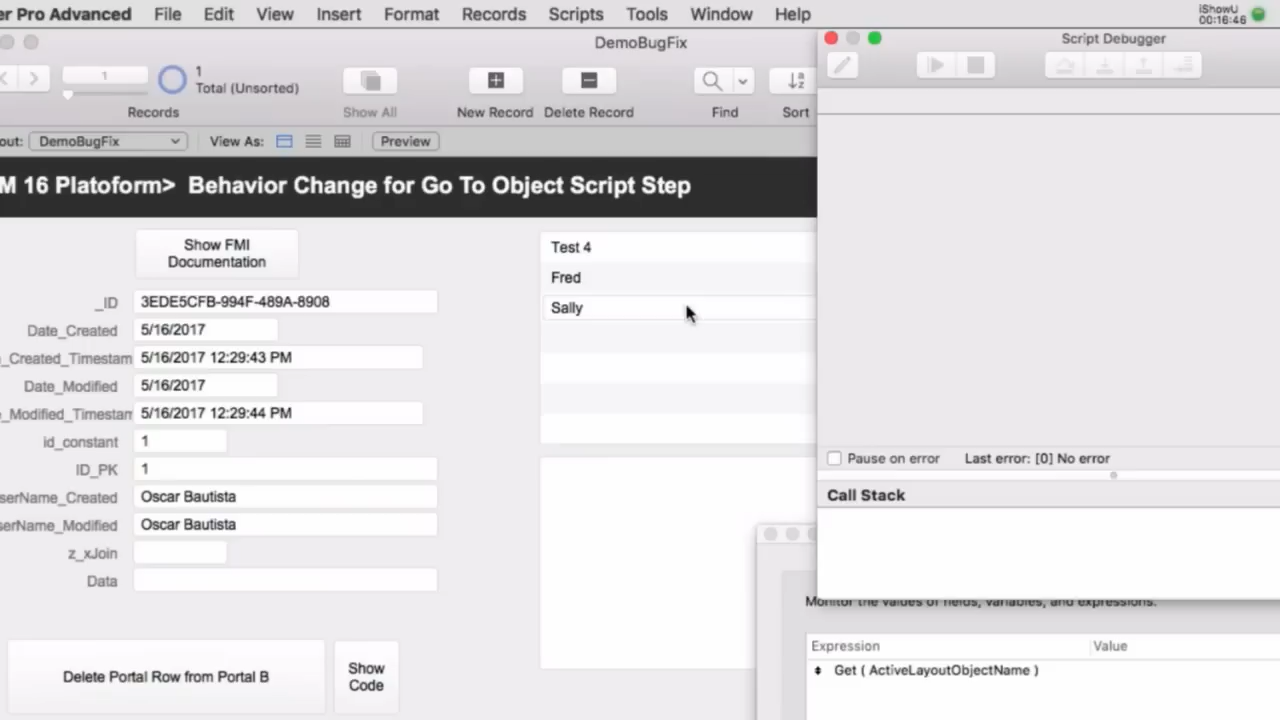 er Pro Advanced File Edit View Insert Format Records Scripts Tools Window Help
iShowU
00:16:46
DemoBugFix
Script Debugger
1
1
Total (Unsorted)
Records
Show All
New Record
Delete Record
Find
Sort
out: DemoBugFix View As: Preview
M 16 Platoform> Behavior Change for Go To Object Script Step
Show FMI
Documentation
_ID 3EDE5CFB-994F-489A-8908
Date_Created 5/16/2017
_Created_Timestam 5/16/2017 12:29:43 PM
Date_Modified 5/16/2017
_Modified_Timestam 5/16/2017 12:29:44 PM
id_constant 1
ID_PK 1
serName_Created Oscar Bautista
serName_Modified Oscar Bautista
z_xJoin
Data
Delete Portal Row from Portal B
Show
Code
Test 4
Fred
Sally
Pause on error Last error: [0] No error
Call Stack
Monitor the values of fields, variables, and expressions.
Expression Value
Get ( ActiveLayoutObjectName )